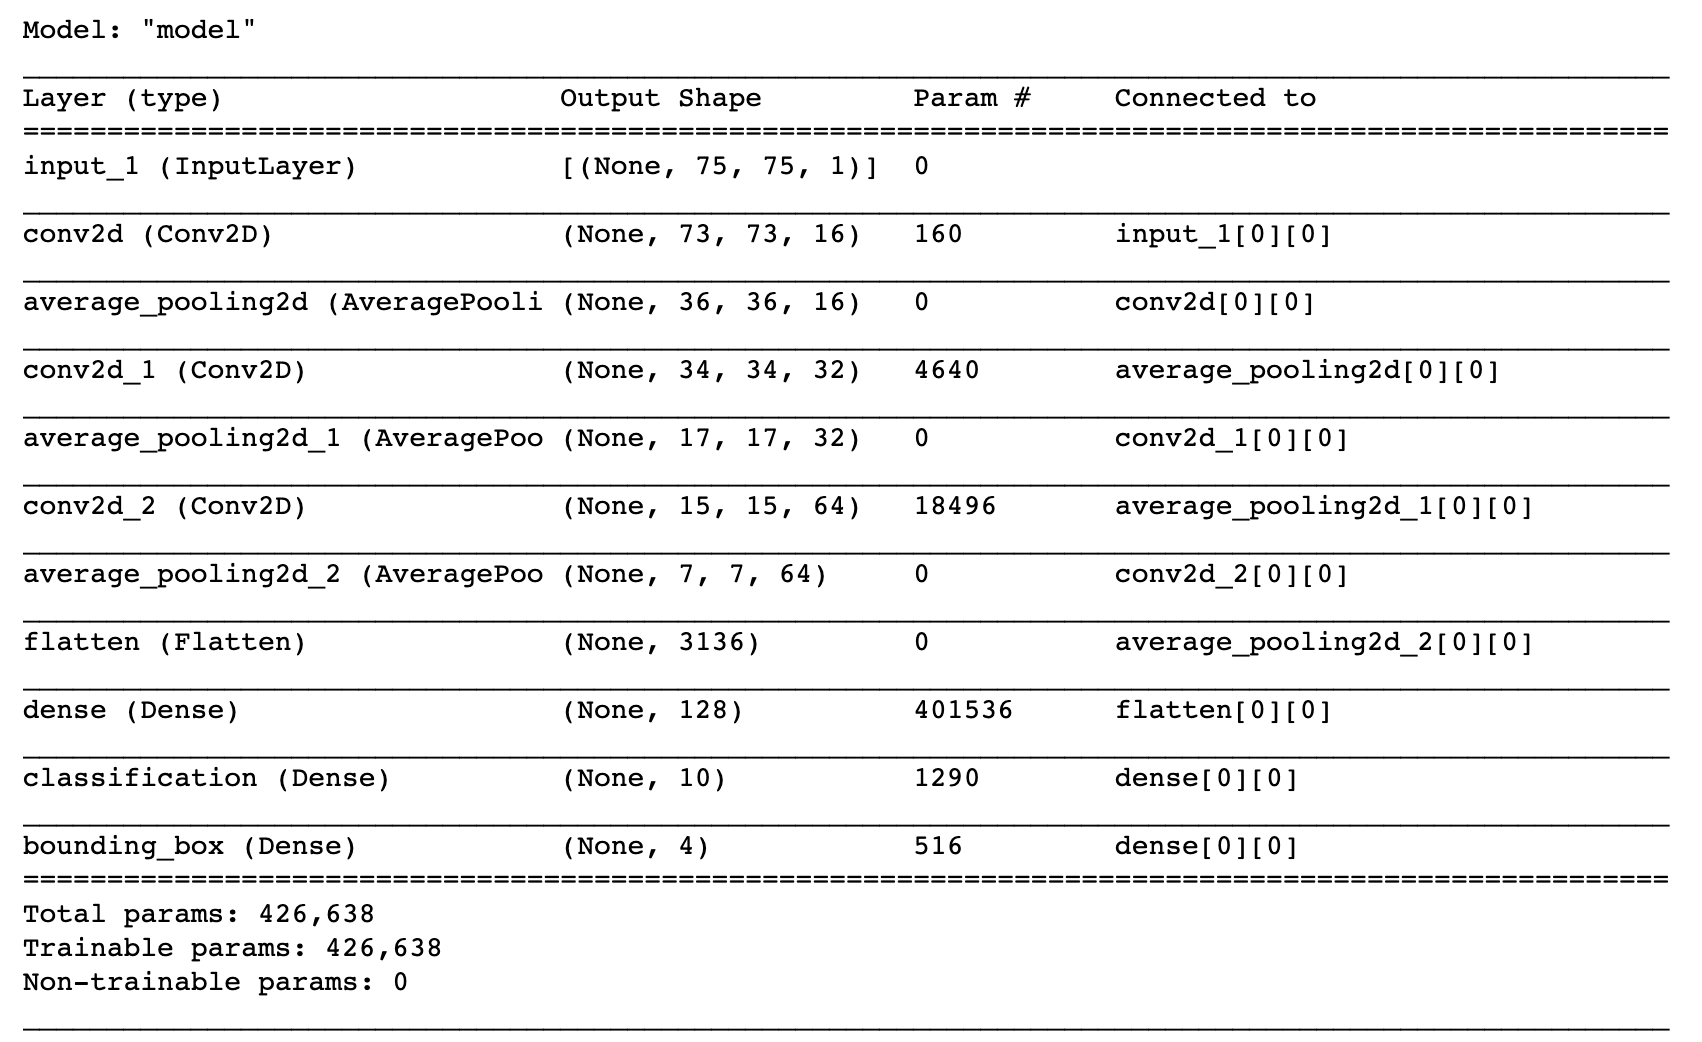 Model: "model"
Layer (type) Output Shape Param # Connected to
input_1 (InputLayer) [(None, 75, 75, 1)] 0
conv2d (Conv2D) (None, 73, 73, 16) 160 input_1[0][0]
average_pooling2d (AveragePooli (None, 36, 36, 16) 0 conv2d[0][0]
conv2d_1 (Conv2D) (None, 34, 34, 32) 4640 average_pooling2d[0][0]
average_pooling2d_1 (AveragePoo (None, 17, 17, 32) 0 conv2d_1[0][0]
conv2d_2 (Conv2D) (None, 15, 15, 64) 18496 average_pooling2d_1[0][0]
average_pooling2d_2 (AveragePoo (None, 7, 7, 64) 0 conv2d_2[0][0]
flatten (Flatten) (None, 3136) 0 average_pooling2d_2[0][0]
dense (Dense) (None, 128) 401536 flatten[0][0]
classification (Dense) (None, 10) 1290 dense[0][0]
bounding_box (Dense) (None, 4) 516 dense[0][0]
Total params: 426,638
Trainable params: 426,638
Non-trainable params: 0